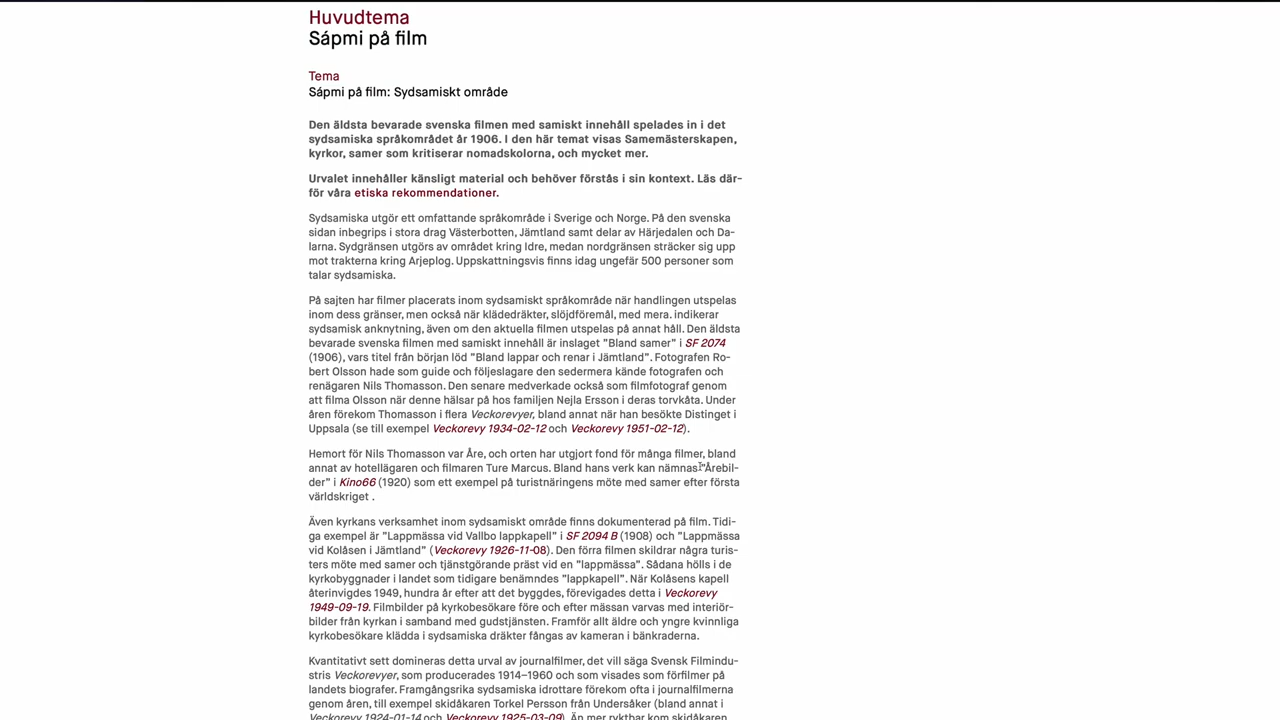 Huvudtema
Sápmi på film
Tema
Sápmi på film: Sydsamiskt område
Den äldsta bevarade svenska filmen med samiskt innehåll spelades in i det
sydsamiska språkområdet år 1906. I den här temat visas Samemästerskapen,
kyrkor, samer som kritiserar nomadskolorna, och mycket mer.
Urvalet innehåller känsligt material och behöver förstås i sin kontext. Läs där-
för våra etiska rekommendationer.
Sydsamiska utgör ett omfattande språkområde i Sverige och Norge. På den svenska
sidan inbegrips i stora drag Västerbotten, Jämtland samt delar av Härjedalen och Da-
larna. Sydgränsen utgörs av området kring Idre, medan nordgränsen sträcker sig upp
mot trakterna kring Arjeplog. Uppskattningsvis finns idag ungefär 500 personer som
talar sydsamiska.
På sajten har filmer placerats inom sydsamiskt språkområde när handlingen utspelas
inom dess gränser, men också när klädedräkter, slöjdföremål, med mera. indikerar
sydsamisk anknytning, även om den aktuella filmen utspelas på annat håll. Den äldsta
bevarade svenska filmen med samiskt innehåll är inslaget ”Bland samer” i SF 2074
(1906), vars titel från början löd ”Bland lappar och renar i Jämtland”. Fotografen Ro-
bert Olsson hade som guide och följeslagare den sedermera kände fotografen och
renägaren Nils Thomasson. Den senare medverkade också som filmfotograf genom
att filma Olsson när denne hälsar på hos familjen Nejla Ersson i deras torvkåta. Under
åren förekom Thomasson i flera Veckorevyer, bland annat när han besökte Distinget i
Uppsala (se till exempel Veckorevy 1934-02-12 och Veckorevy 1951-02-12).
Hemort för Nils Thomasson var Åre, och orten har utgjort fond för många filmer, bland
annat av hotellägaren och filmaren Ture Marcus. Bland hans verk kan nämnas ”Årebil-
der” i Kino66 (1920) som ett exempel på turistnäringens möte med samer efter första
världskriget .
Även kyrkans verksamhet inom sydsamiskt område finns dokumenterad på film. Tidi-
ga exempel är ”Lappmässa vid Vallbo lappkapell” i SF 2094 B (1908) och ”Lappmässa
vid Kolåsen i Jämtland” (Veckorevy 1926-11-08). Den förra filmen skildrar några turis-
ters möte med samer och tjänstgörande präst vid en ”lappmässa”. Sådana hölls i de
kyrkobyggnader i landet som tidigare benämndes ”lappkapell”. När Kolåsens kapell
återinvigdes 1949, hundra år efter att det byggdes, förevigades detta i Veckorevy
1949-09-19. Filmbilder på kyrkobesökare före och efter mässan varvas med interiör-
bilder från kyrkan i samband med gudstjänsten. Framför allt äldre och yngre kvinnliga
kyrkobesökare klädda i sydsamiska dräkter fångas av kameran i bänkraderna.
Kvantitativt sett domineras detta urval av journalfilmer, det vill säga Svensk Filmindu-
stris Veckorevyer, som producerades 1914–1960 och som visades som förfilmer på
landets biografer. Framgångsrika sydsamiska idrottare förekom ofta i journalfilmerna
genom åren, till exempel skidåkaren Torkel Persson från Undersåker (bland annat i
Veckorevy 1924-01-14 och Veckorevy 1925-03-09). Än mer ryktbar kom skidåkaren